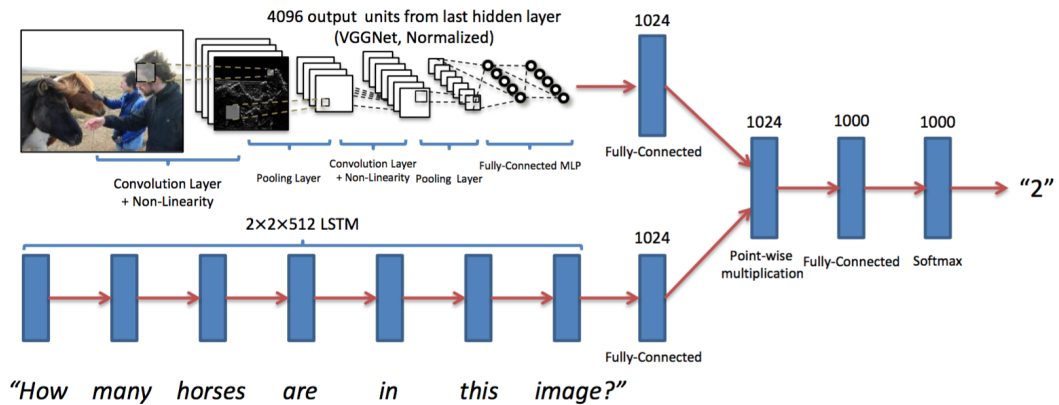 4096 output units from last hidden layer
(VGGNet, Normalized)
1024
Convolution Layer
+ Non-Linearity
Pooling Layer
Convolution Layer
+ Non-Linearity
Pooling Layer
Fully-Connected MLP
Fully-Connected
1024
1000
1000
"2"
Point-wise
multiplication
Fully-Connected
Softmax
2×2×512 LSTM
1024
Fully-Connected
"How many horses are in this image?"